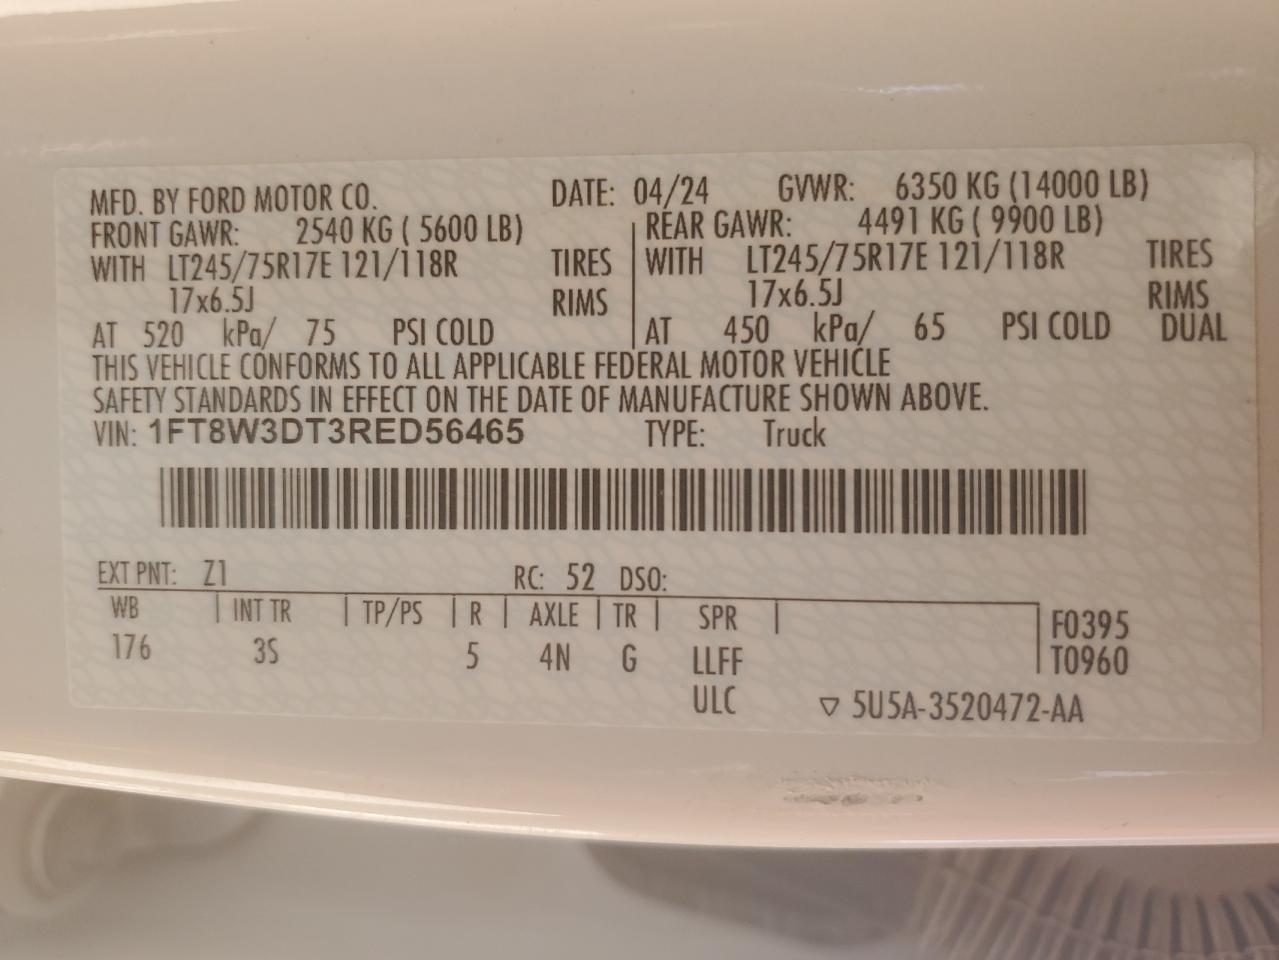 MFD. BY FORD MOTOR CO. DATE: 04/24 GVWR: 6350 KG (14000 LB)
FRONT GAWR: 2540 KG ( 5600 LB) REAR GAWR: 4491 KG ( 9900 LB)
WITH LT245/75R17E 121/118R TIRES WITH LT245/75R17E 121/118R TIRES
17x6.5J RIMS 17x6.5J RIMS
AT 520 kPa/ 75 PSI COLD AT 450 kPa/ 65 PSI COLD DUAL
THIS VEHICLE CONFORMS TO ALL APPLICABLE FEDERAL MOTOR VEHICLE
SAFETY STANDARDS IN EFFECT ON THE DATE OF MANUFACTURE SHOWN ABOVE.
VIN: 1FT8W3DT3RED56465 TYPE: Truck
EXT PNT: Z1 RC: 52 DSO:
WB INT TR TP/PS R AXLE TR SPR F0395
176 3S 5 4N G LLFF T0960
ULC ▽ 5U5A-3520472-AA